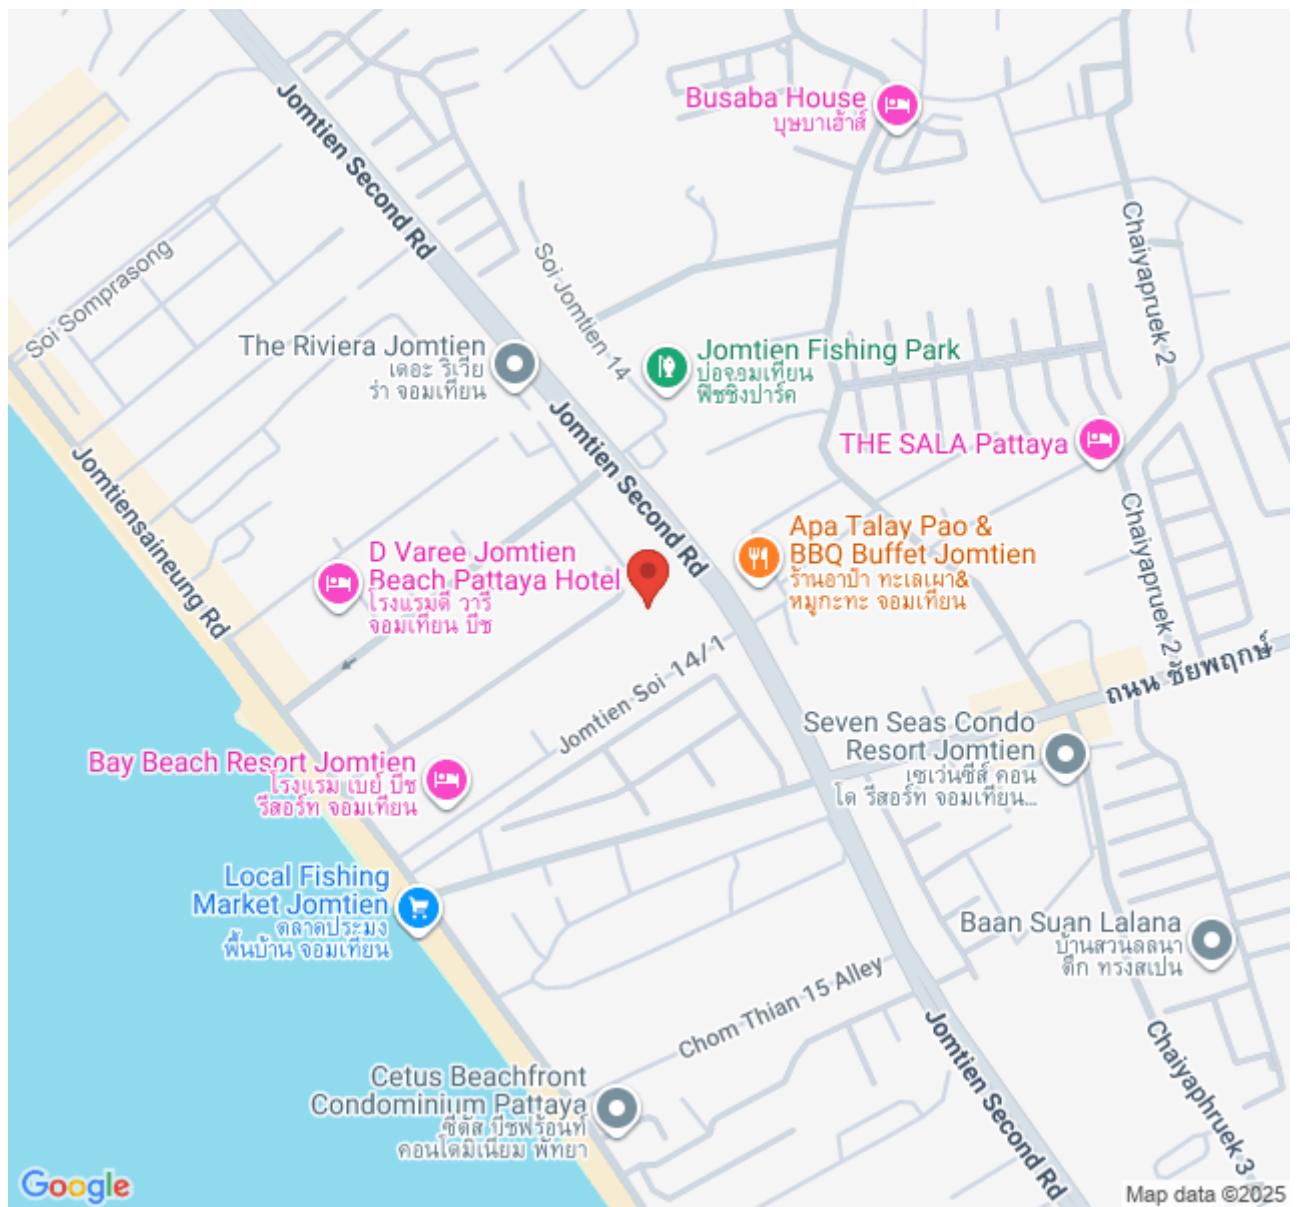 Busaba House
บุษบาเฮ้าส์
Jomtien Second Rd
Chaiyapruek 2
Soi Somprasong
Soi Jomtien 14
The Riviera Jomtien
เดอะ ริเวีย
ร่า จอมเทียน
Jomtien Fishing Park
บ่อจอมเทียน
ฟิชชิ่งปาร์ค
Jomtien Second Rd
THE SALA Pattaya
Jomtiensaineung Rd
Chaiyapruek 2
D Varee Jomtien
Beach Pattaya Hotel
โรงแรมดี วารี
จอมเทียน บีช
Apa Talay Pao &
BBQ Buffet Jomtien
ร้านอาป๋า ทะเลเผา&
หมูกะทะ จอมเทียน
Jomtien Soi 14/1
ถนน ชัยพฤกษ์
Seven Seas Condo
Resort Jomtien
เซเว่นซีส์ คอน
โด รีสอร์ท จอมเทียน...
Bay Beach Resort Jomtien
โรงแรม เบย์ บีช
รีสอร์ท จอมเทียน
Local Fishing
Market Jomtien
ตลาดประมง
พื้นบ้าน จอมเทียน
Baan Suan Lalana
บ้านสวนลลนา
ตึก ทรงสเปน
Chom Thian 15 Alley
Jomtien Second Rd
Chaiyaphruek 3
Cetus Beachfront
Condominium Pattaya
ซีตัส บีชฟร้อนท์
คอนโดมิเนียม พัทยา
Google
Map data ©2025